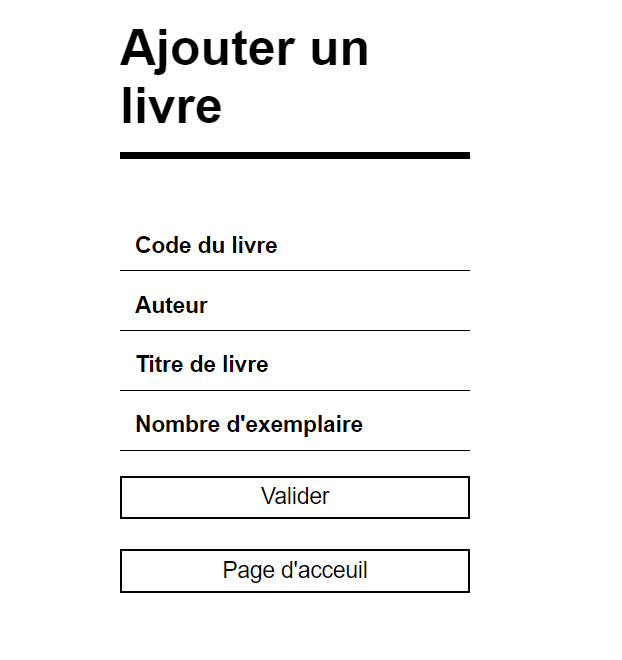 Ajouter un
livre
Code du livre
Auteur
Titre de livre
Nombre d'exemplaire
Valider
Page d'acceuil